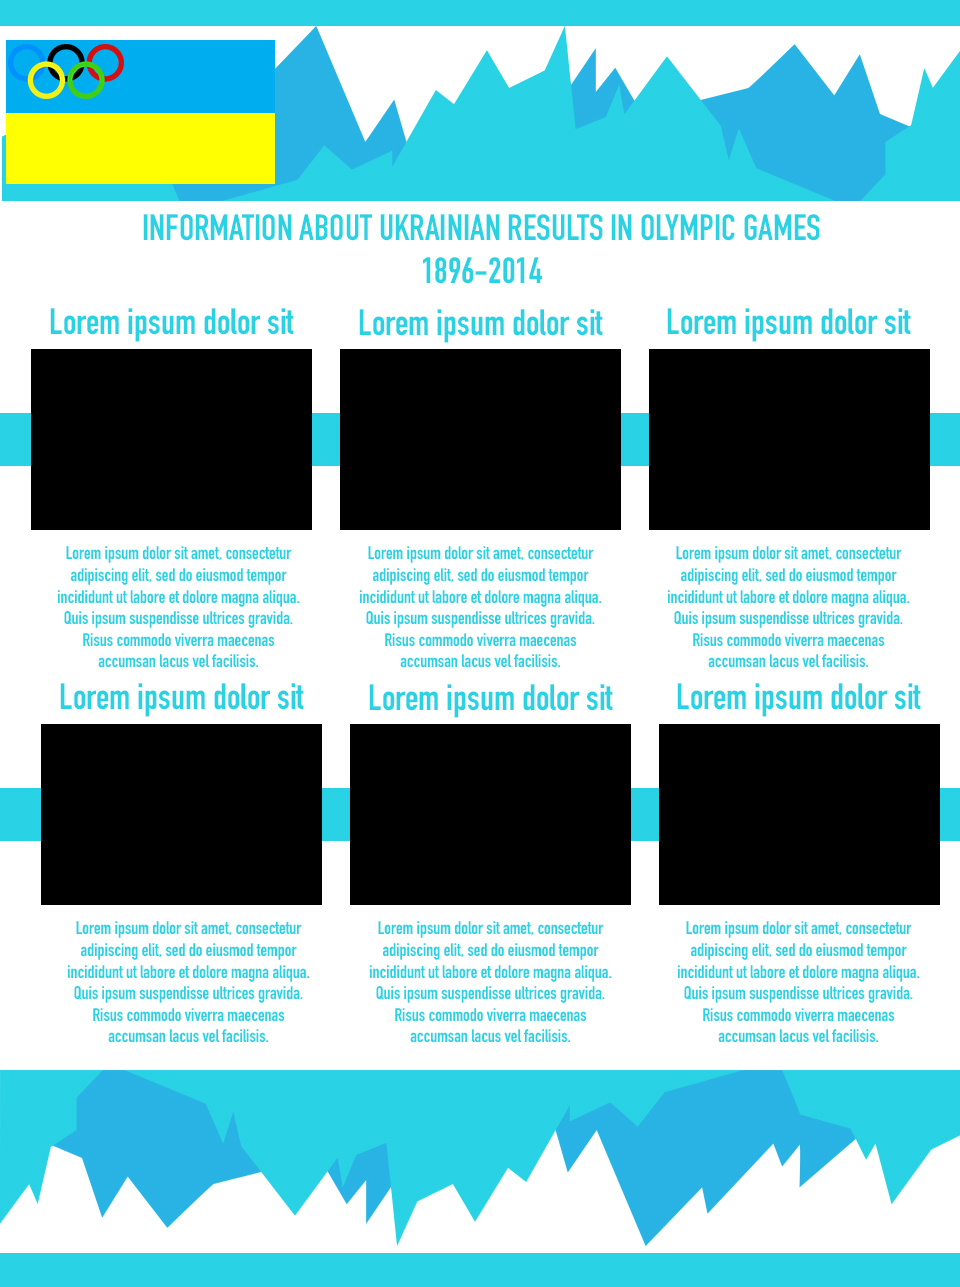 INFORMATION ABOUT UKRAINIAN RESULTS IN OLYMPIC GAMES
1896-2014
Lorem ipsum dolor sit
Lorem ipsum dolor sit
Lorem ipsum dolor sit
Lorem ipsum dolor sit amet, consectetur
adipiscing elit, sed do eiusmod tempor
incididunt ut labore et dolore magna aliqua.
Quis ipsum suspendisse ultrices gravida.
Risus commodo viverra maecenas
accumsan lacus vel facilisis.
Lorem ipsum dolor sit amet, consectetur
adipiscing elit, sed do eiusmod tempor
incididunt ut labore et dolore magna aliqua.
Quis ipsum suspendisse ultrices gravida.
Risus commodo viverra maecenas
accumsan lacus vel facilisis.
Lorem ipsum dolor sit amet, consectetur
adipiscing elit, sed do eiusmod tempor
incididunt ut labore et dolore magna aliqua.
Quis ipsum suspendisse ultrices gravida.
Risus commodo viverra maecenas
accumsan lacus vel facilisis.
Lorem ipsum dolor sit
Lorem ipsum dolor sit
Lorem ipsum dolor sit
Lorem ipsum dolor sit amet, consectetur
adipiscing elit, sed do eiusmod tempor
incididunt ut labore et dolore magna aliqua.
Quis ipsum suspendisse ultrices gravida.
Risus commodo viverra maecenas
accumsan lacus vel facilisis.
Lorem ipsum dolor sit amet, consectetur
adipiscing elit, sed do eiusmod tempor
incididunt ut labore et dolore magna aliqua.
Quis ipsum suspendisse ultrices gravida.
Risus commodo viverra maecenas
accumsan lacus vel facilisis.
Lorem ipsum dolor sit amet, consectetur
adipiscing elit, sed do eiusmod tempor
incididunt ut labore et dolore magna aliqua.
Quis ipsum suspendisse ultrices gravida.
Risus commodo viverra maecenas
accumsan lacus vel facilisis.